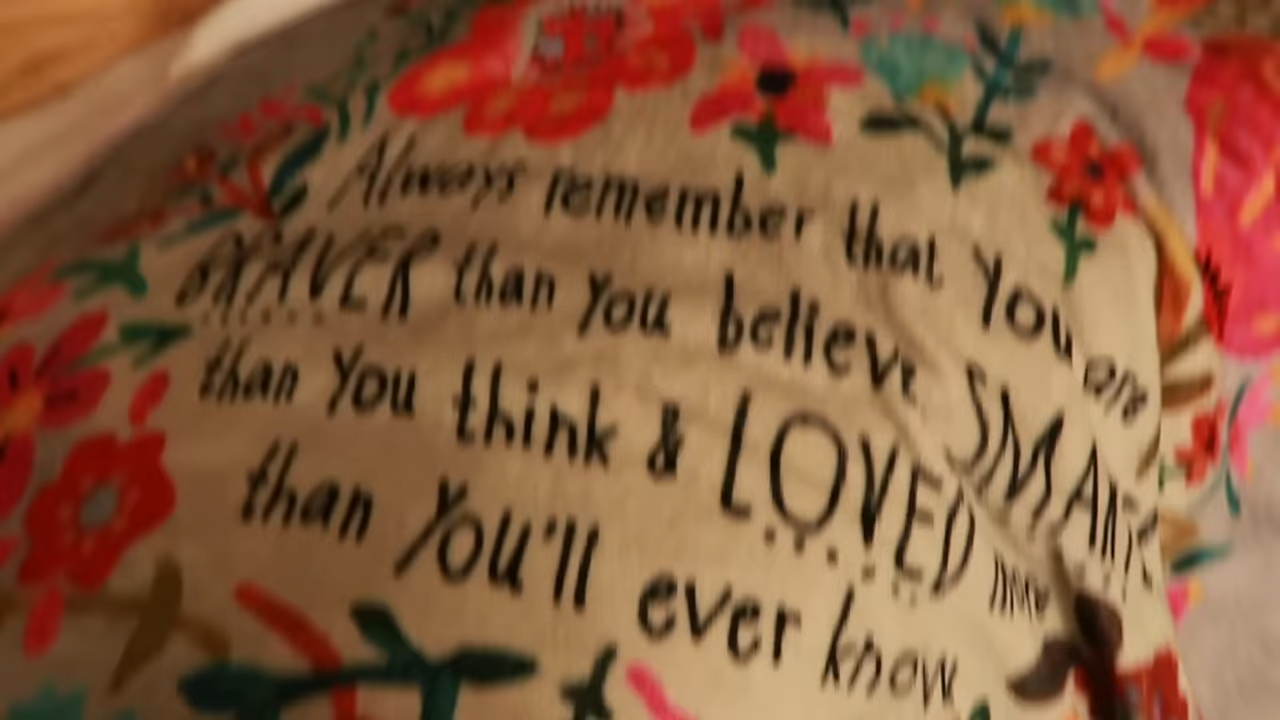 Always remember that you are
BRAVER than you believe SMARTER
than you think & LOVED more
than you'll ever know